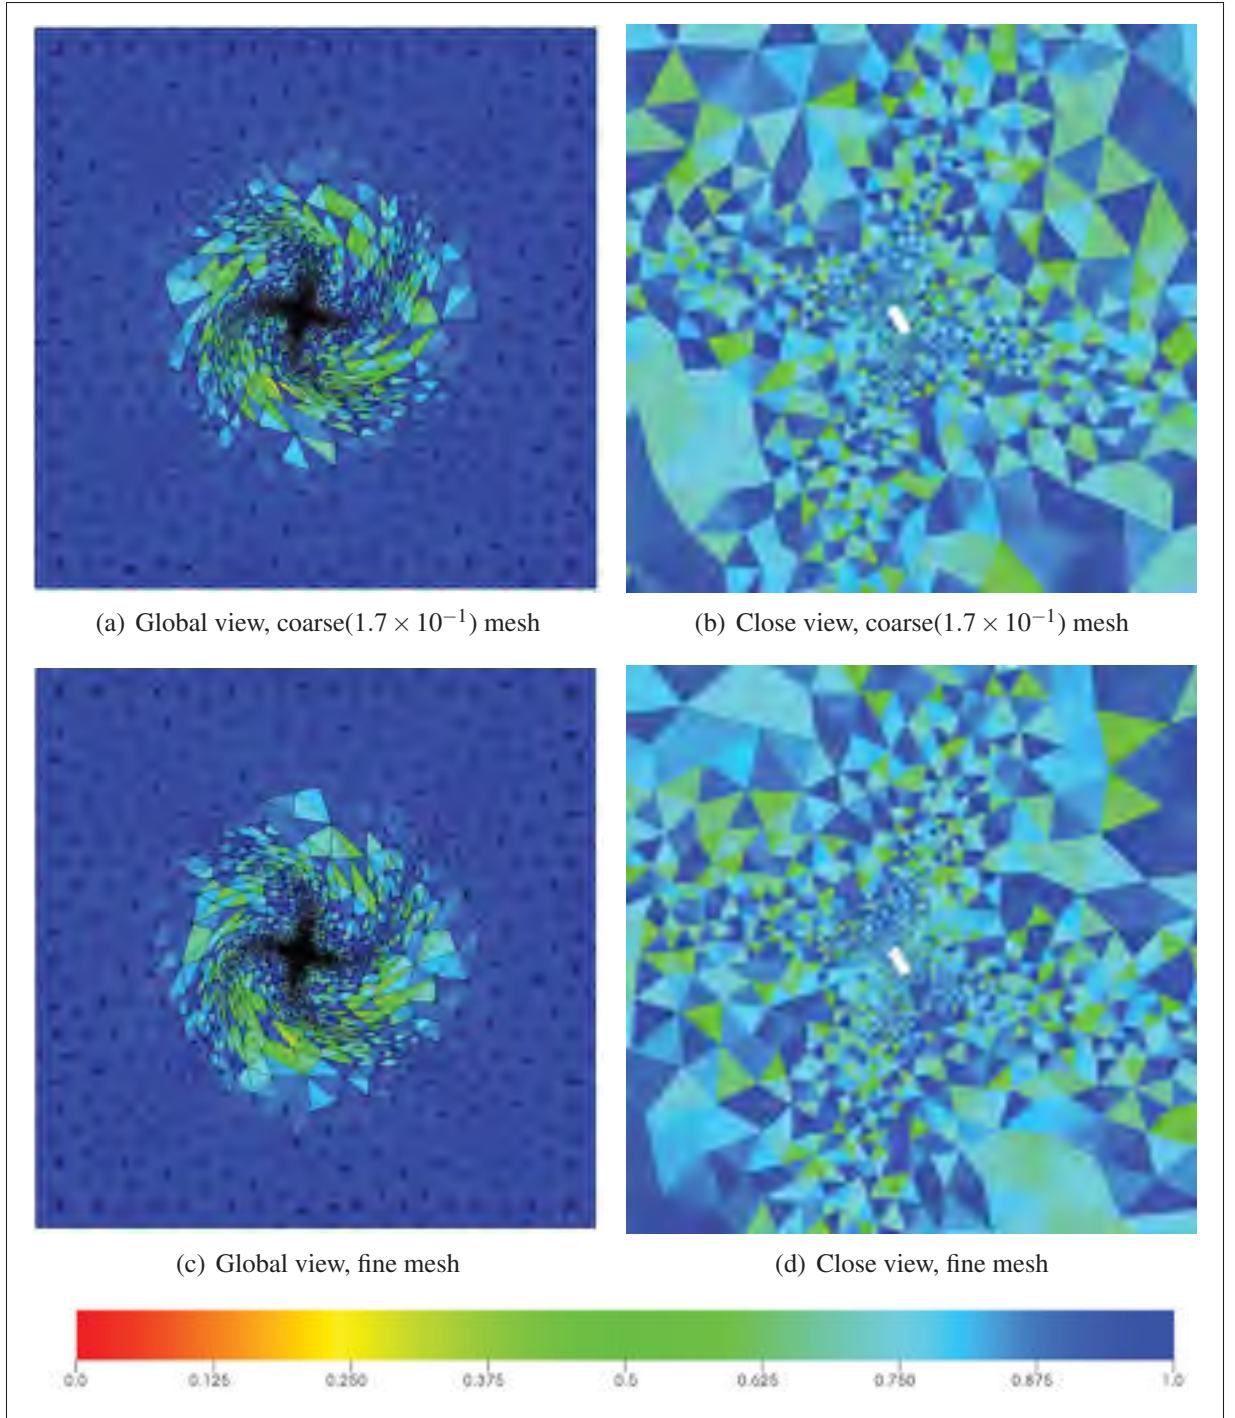 (a) Global view, coarse(1.7 × 10⁻¹) mesh
(b) Close view, coarse(1.7 × 10⁻¹) mesh
(c) Global view, fine mesh
(d) Close view, fine mesh
0.0 0.125 0.250 0.375 0.5 0.625 0.750 0.875 1.0